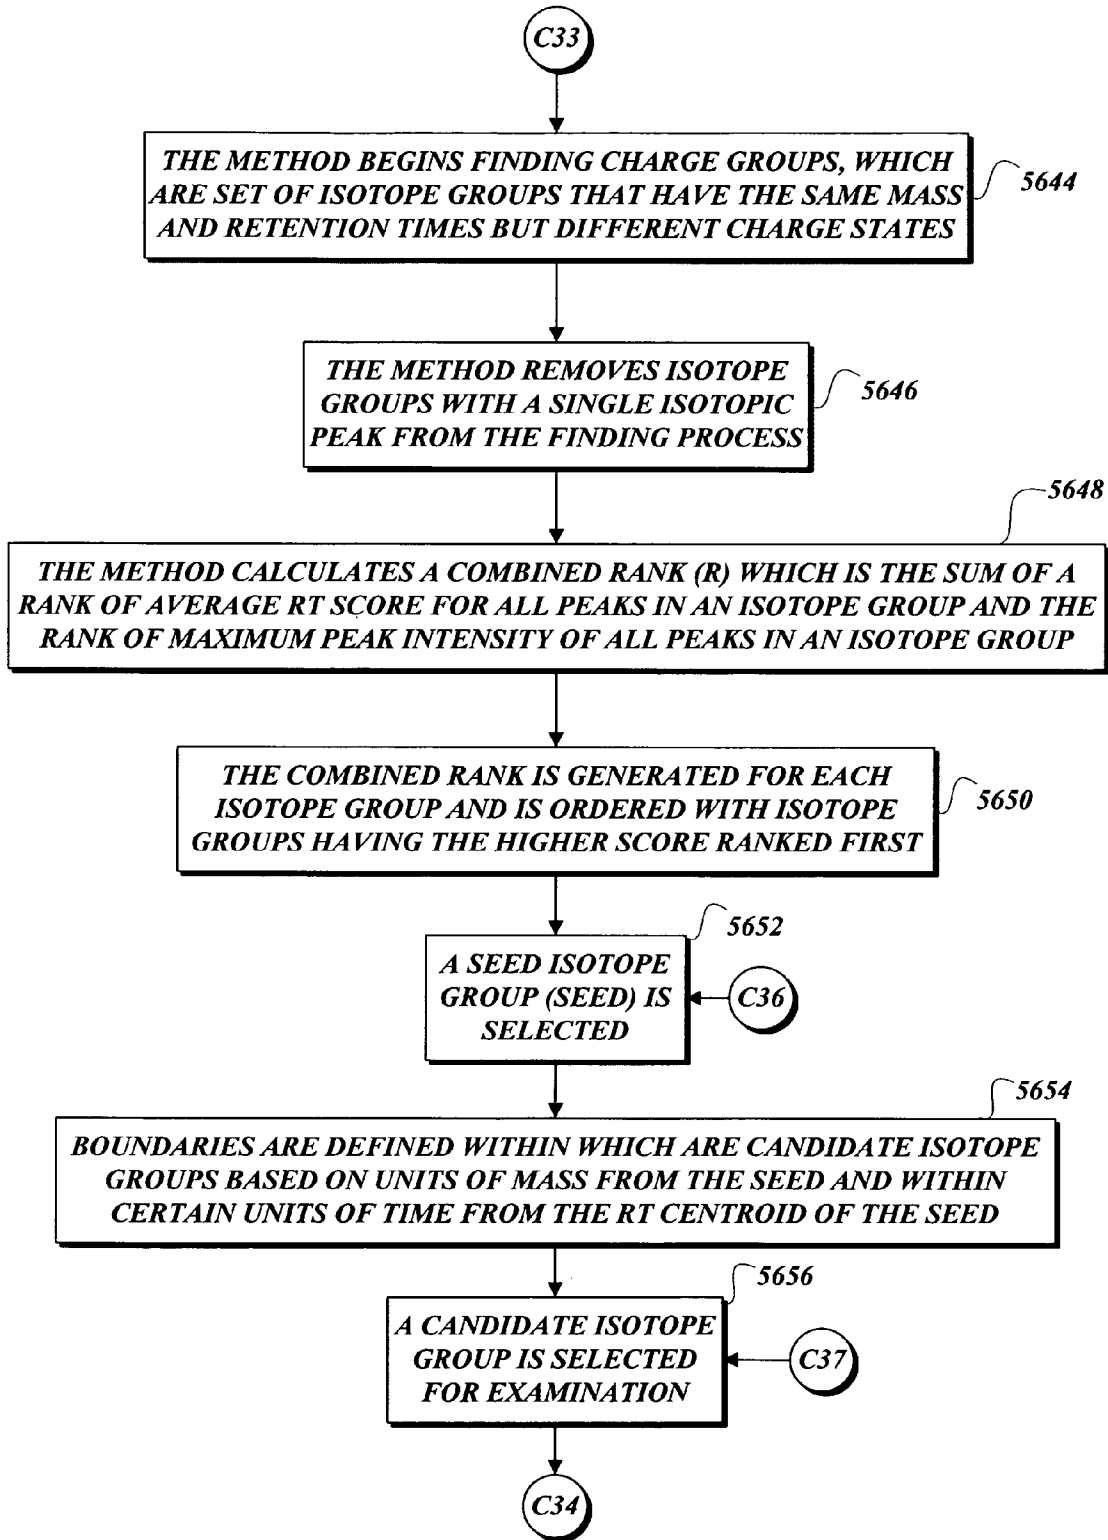 C33
THE METHOD BEGINS FINDING CHARGE GROUPS, WHICH
ARE SET OF ISOTOPE GROUPS THAT HAVE THE SAME MASS
AND RETENTION TIMES BUT DIFFERENT CHARGE STATES
5644
THE METHOD REMOVES ISOTOPE
GROUPS WITH A SINGLE ISOTOPIC
PEAK FROM THE FINDING PROCESS
5646
5648
THE METHOD CALCULATES A COMBINED RANK (R) WHICH IS THE SUM OF A
RANK OF AVERAGE RT SCORE FOR ALL PEAKS IN AN ISOTOPE GROUP AND THE
RANK OF MAXIMUM PEAK INTENSITY OF ALL PEAKS IN AN ISOTOPE GROUP
THE COMBINED RANK IS GENERATED FOR EACH
ISOTOPE GROUP AND IS ORDERED WITH ISOTOPE
GROUPS HAVING THE HIGHER SCORE RANKED FIRST
5650
5652
A SEED ISOTOPE
GROUP (SEED) IS
SELECTED
C36
5654
BOUNDARIES ARE DEFINED WITHIN WHICH ARE CANDIDATE ISOTOPE
GROUPS BASED ON UNITS OF MASS FROM THE SEED AND WITHIN
CERTAIN UNITS OF TIME FROM THE RT CENTROID OF THE SEED
5656
A CANDIDATE ISOTOPE
GROUP IS SELECTED
FOR EXAMINATION
C37
C34